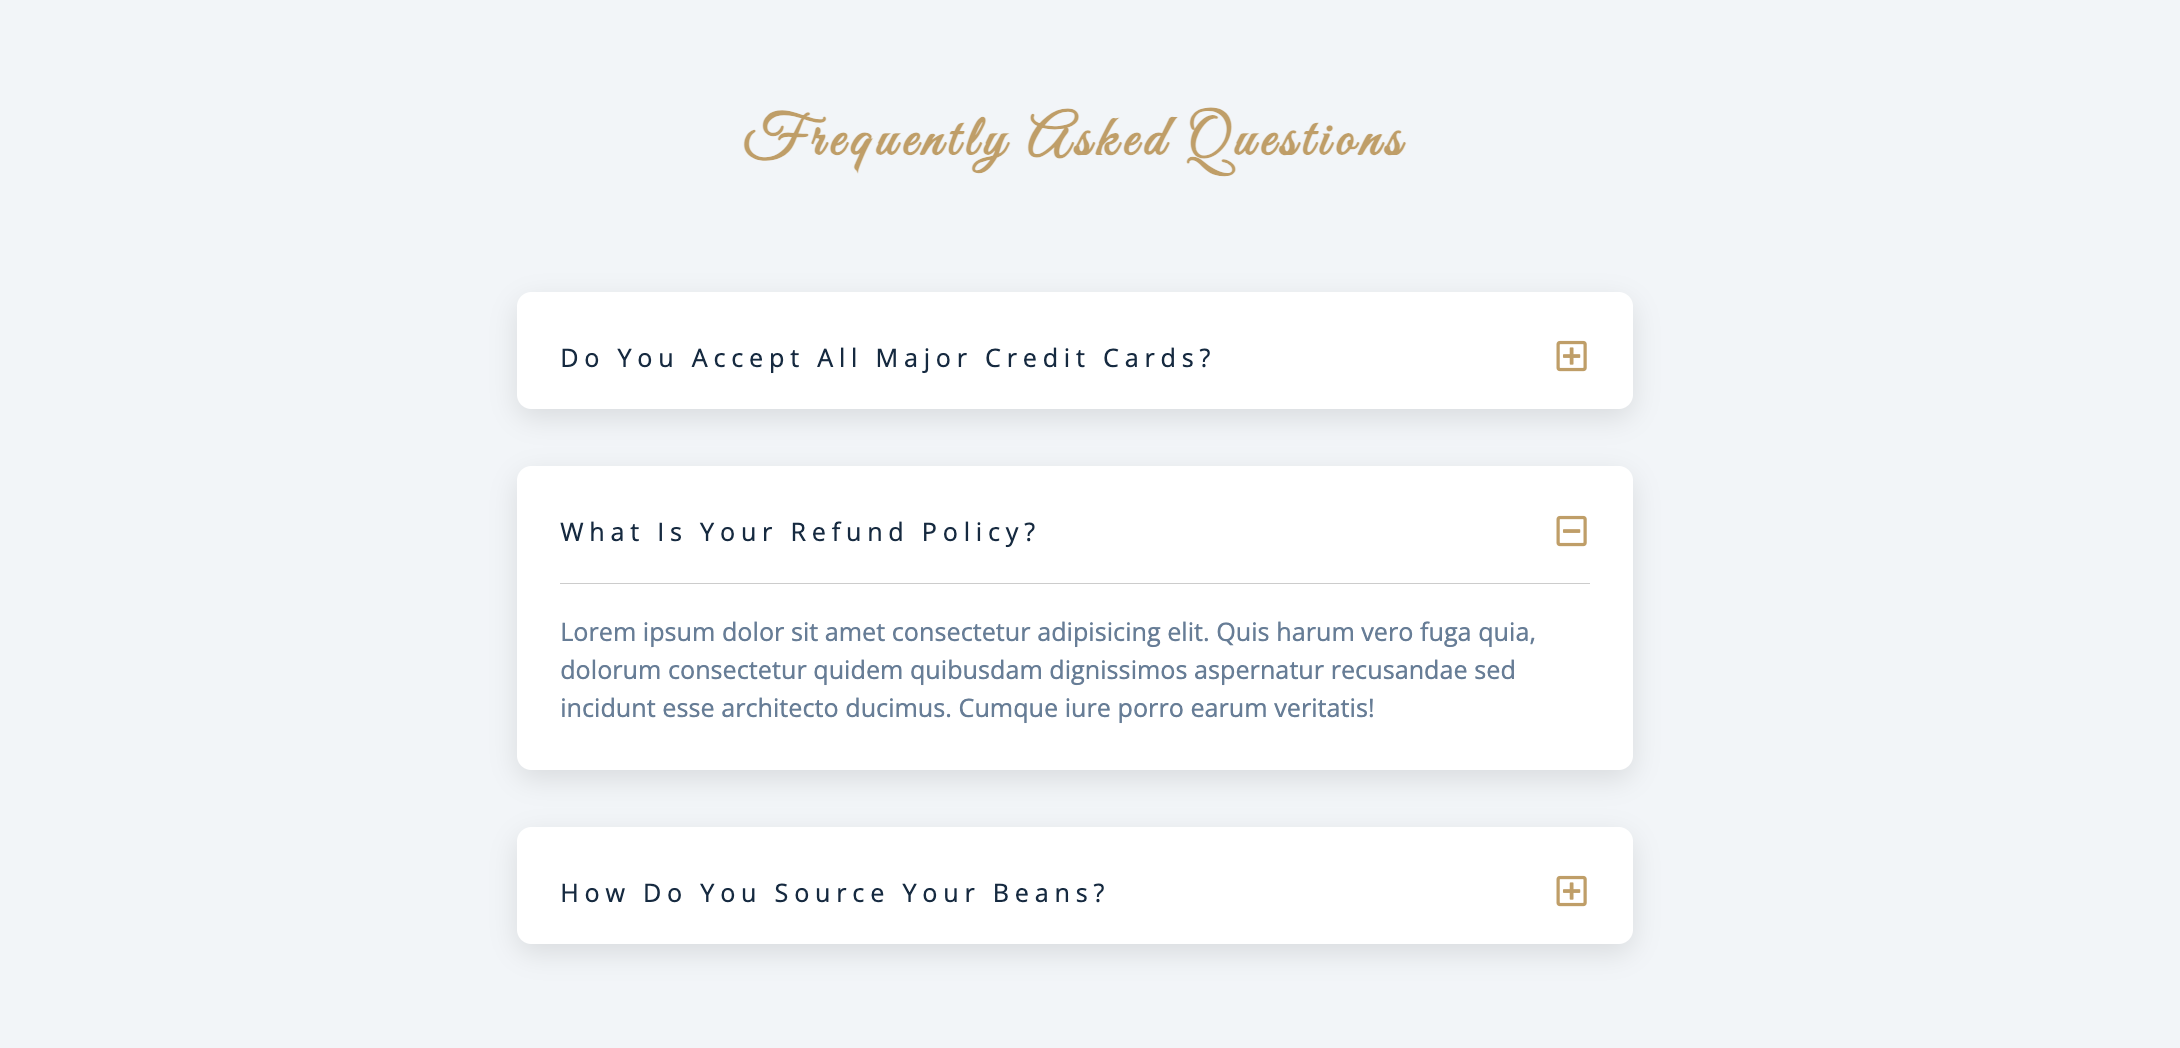 Frequently Asked Questions
Do You Accept All Major Credit Cards?
What Is Your Refund Policy?
Lorem ipsum dolor sit amet consectetur adipisicing elit. Quis harum vero fuga quia,
dolorum consectetur quidem quibusdam dignissimos aspernatur recusandae sed
incidunt esse architecto ducimus. Cumque iure porro earum veritatis!
How Do You Source Your Beans?